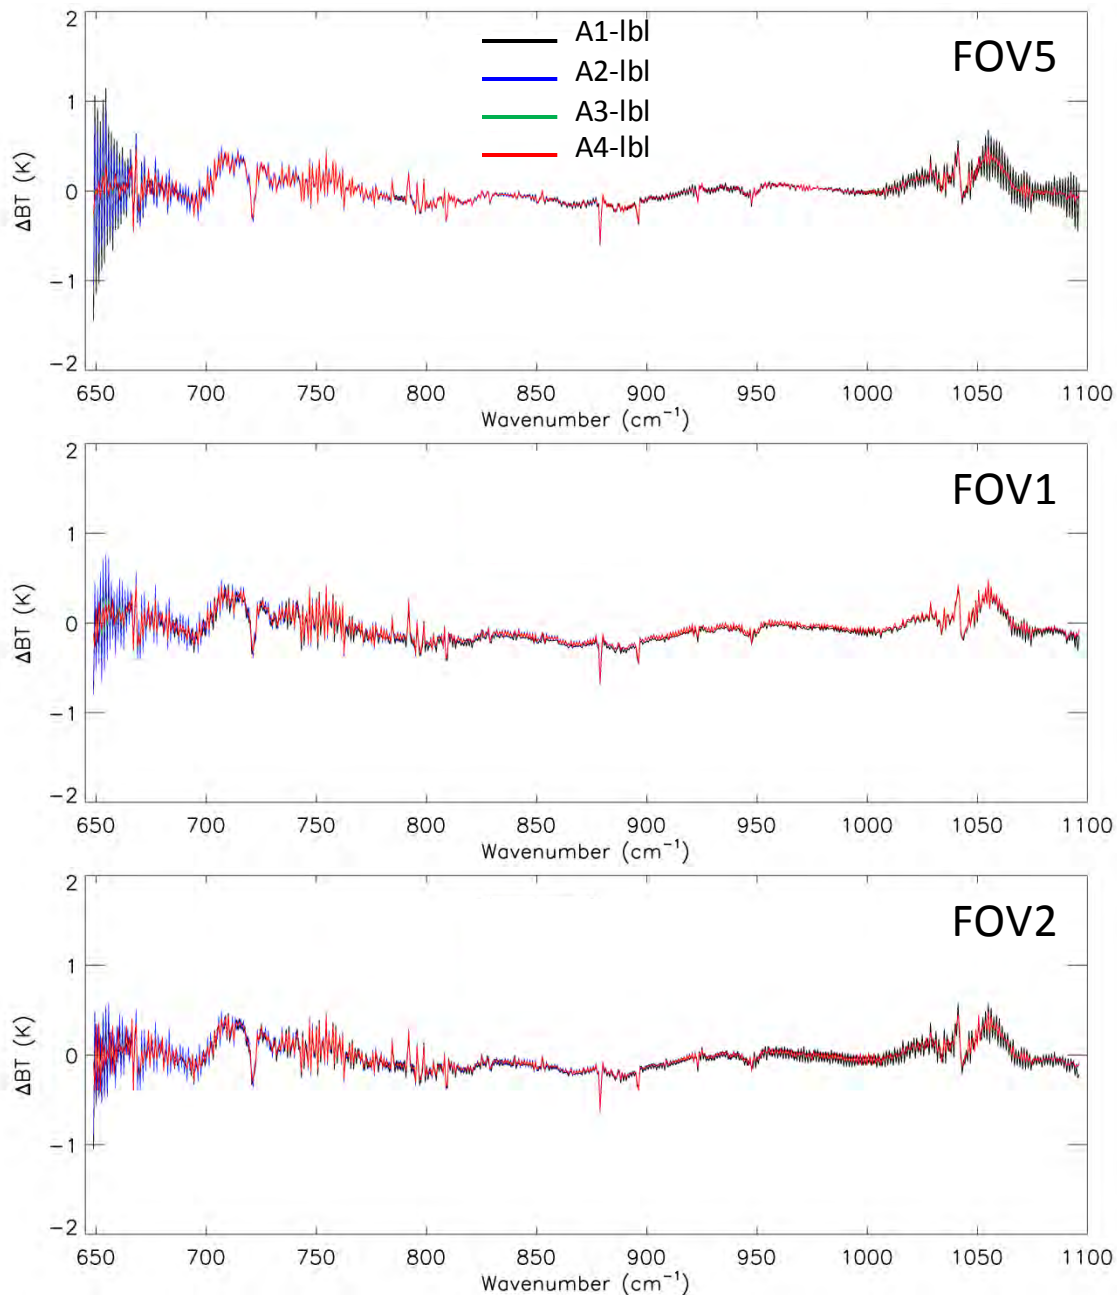 A1-lbl
A2-lbl
A3-lbl
A4-lbl
FOV5
2
1
0
−1
−2
ΔBT (K)
650 700 750 800 850 900 950 1000 1050 1100
Wavenumber (cm⁻¹)
FOV1
2
1
0
−1
−2
ΔBT (K)
650 700 750 800 850 900 950 1000 1050 1100
Wavenumber (cm⁻¹)
FOV2
2
1
0
−1
−2
ΔBT (K)
650 700 750 800 850 900 950 1000 1050 1100
Wavenumber (cm⁻¹)